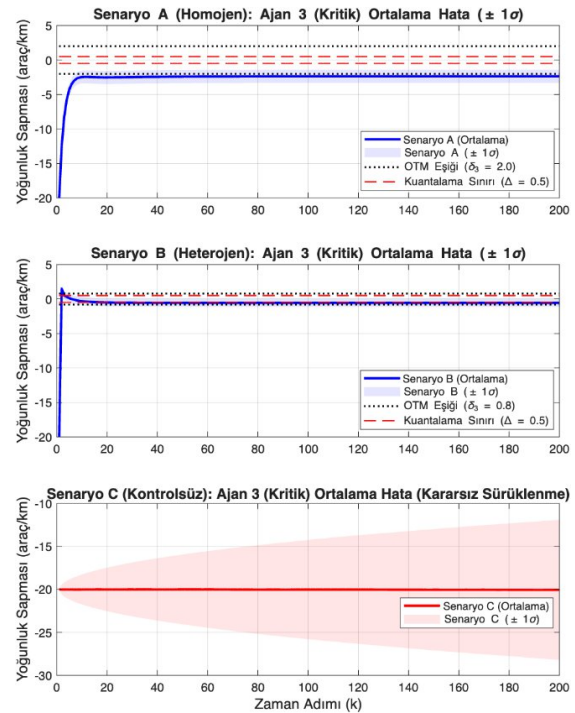 Senaryo A (Homojen): Ajan 3 (Kritik) Ortalama Hata (± 1σ)
5
0
-5
-10
-15
-20
Yoğunluk Sapması (araç/km)
Senaryo A (Ortalama)
Senaryo A (± 1σ)
OTM Eşiği (δ₃ = 2.0)
Kuantalama Sınırı (Δ = 0.5)
0 20 40 60 80 100 120 140 160 180 200
Senaryo B (Heterojen): Ajan 3 (Kritik) Ortalama Hata (± 1σ)
5
0
-5
-10
-15
-20
Yoğunluk Sapması (araç/km)
Senaryo B (Ortalama)
Senaryo B (± 1σ)
OTM Eşiği (δ₃ = 0.8)
Kuantalama Sınırı (Δ = 0.5)
0 20 40 60 80 100 120 140 160 180 200
Senaryo C (Kontrolsüz): Ajan 3 (Kritik) Ortalama Hata (Kararsız Sürüklenme)
-10
-15
-20
-25
-30
Yoğunluk Sapması (araç/km)
Senaryo C (Ortalama)
Senaryo C (± 1σ)
0 20 40 60 80 100 120 140 160 180 200
Zaman Adımı (k)